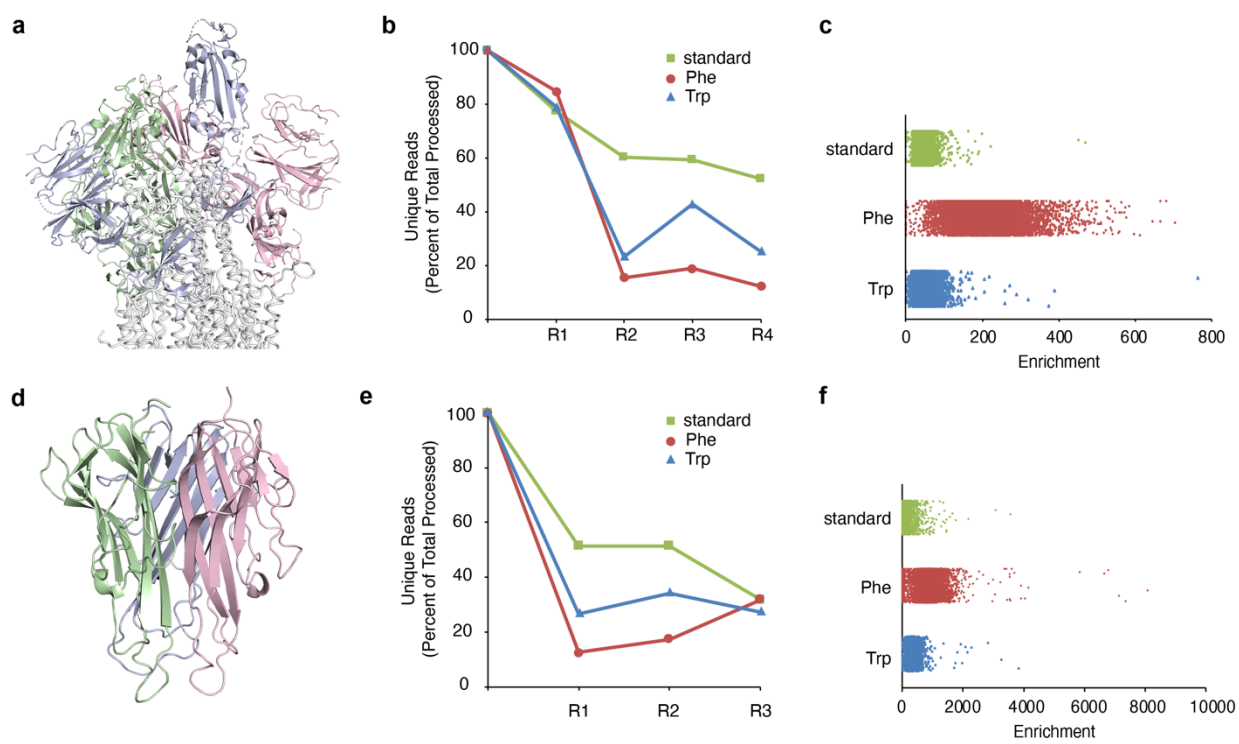 a
b
100
80
60
40
20
0
Unique Reads
(Percent of Total Processed)
standard
Phe
Trp
R1 R2 R3 R4
c
standard
Phe
Trp
0 200 400 600 800
Enrichment
d
e
100
80
60
40
20
0
Unique Reads
(Percent of Total Processed)
standard
Phe
Trp
R1 R2 R3
f
standard
Phe
Trp
0 2000 4000 6000 8000 10000
Enrichment